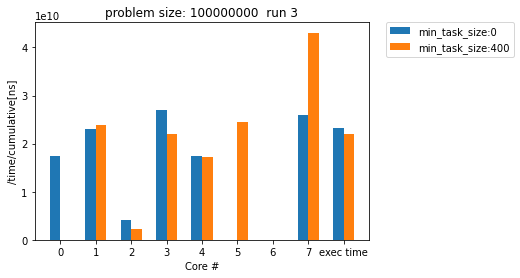 problem size: 100000000  run 3
1e10
min_task_size:0
min_task_size:400
/time/cumulative[ns]
4
3
2
1
0
0 1 2 3 4 5 6 7 exec time
Core #